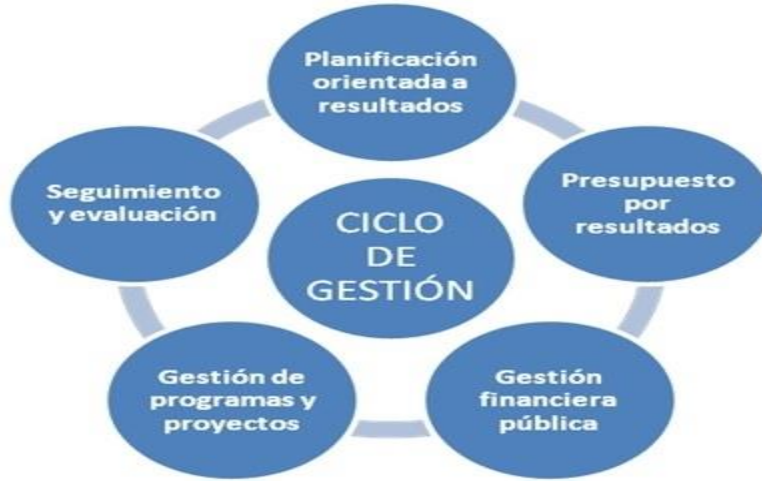 Planificación
orientada a
resultados
Presupuesto
por
resultados
Gestión
financiera
pública
Gestión de
programas y
proyectos
Seguimiento
y evaluación
CICLO
DE
GESTIÓN